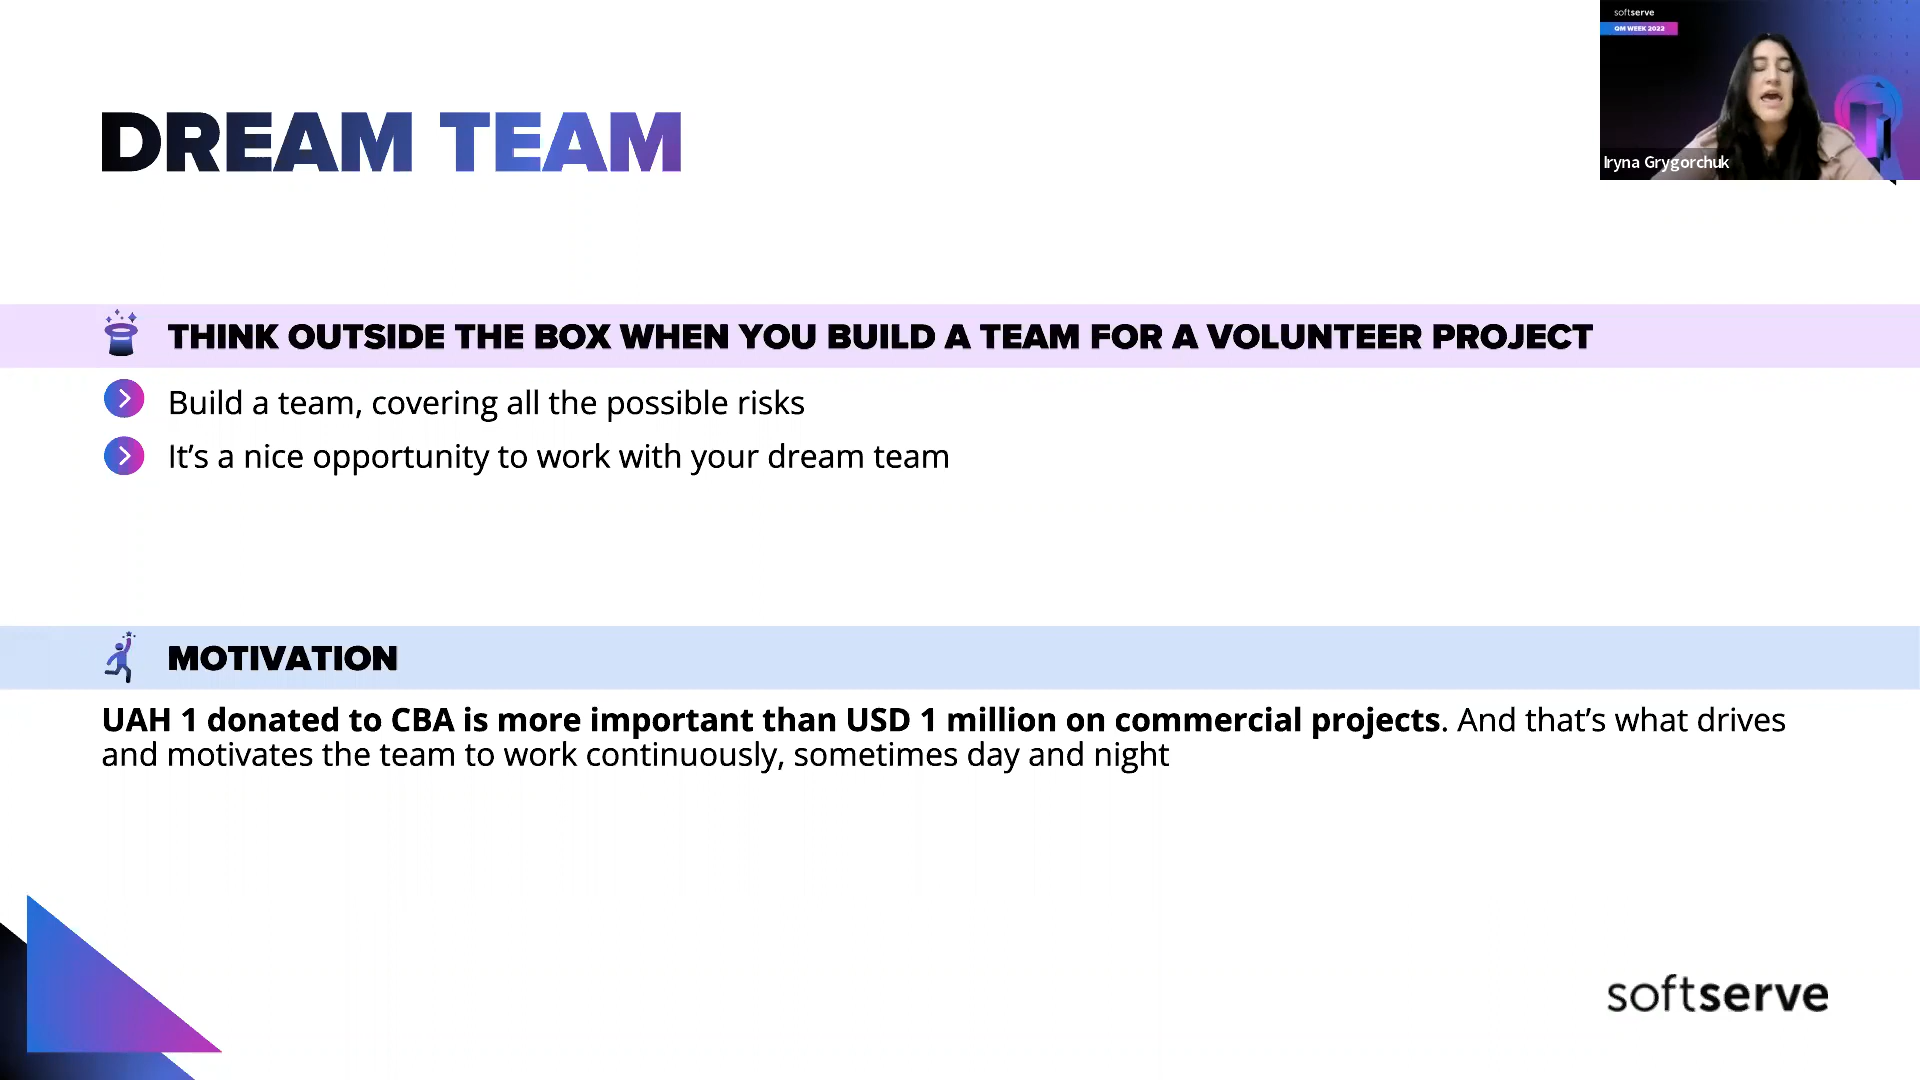 softserve
QM WEEK 2022
Iryna Grygorchuk
DREAM TEAM
THINK OUTSIDE THE BOX WHEN YOU BUILD A TEAM FOR A VOLUNTEER PROJECT
Build a team, covering all the possible risks
It’s a nice opportunity to work with your dream team
MOTIVATION
UAH 1 donated to CBA is more important than USD 1 million on commercial projects. And that’s what drives
and motivates the team to work continuously, sometimes day and night
softserve